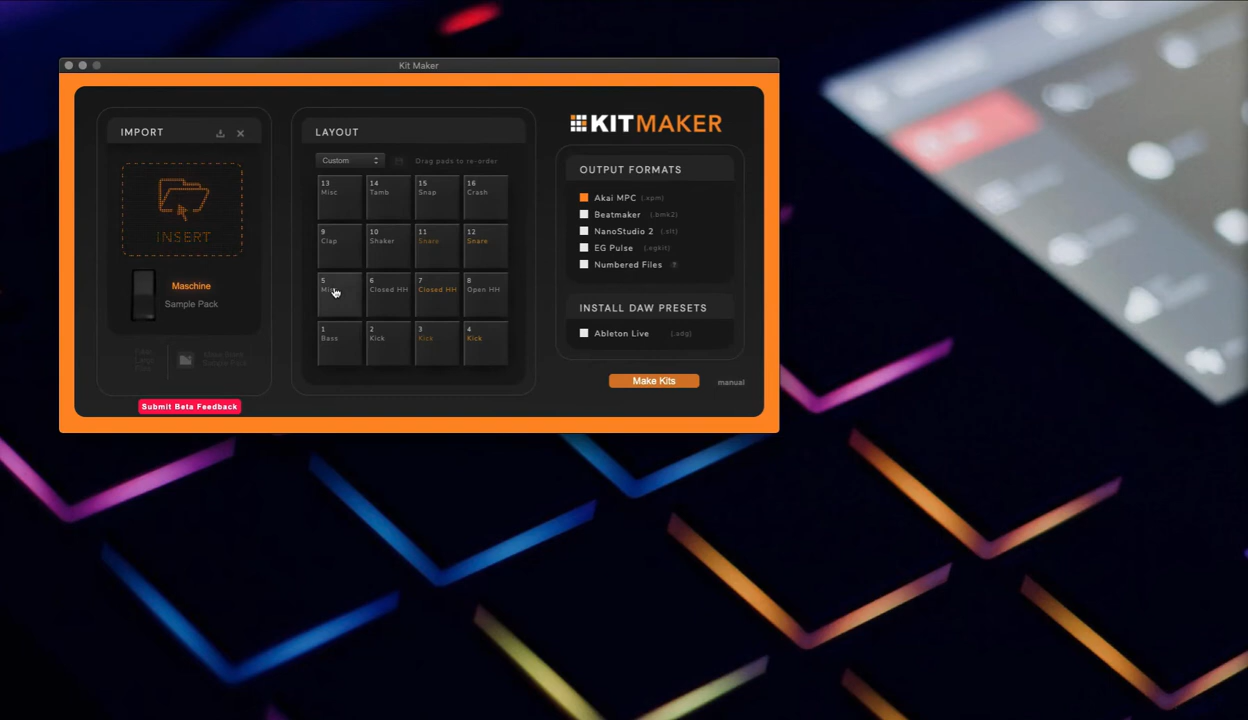 Kit Maker
IMPORT
INSERT
Maschine
Sample Pack
Submit Beta Feedback
LAYOUT
Custom
Drag pads to re-order
13
Misc
14
Tamb
15
Snap
16
Crash
9
Clap
10
Shaker
11
Snare
12
Snare
5
6
Closed HH
7
Closed HH
8
Open HH
1
Bass
2
Kick
3
Kick
4
Kick
KITMAKER
OUTPUT FORMATS
Akai MPC (.xpm)
Beatmaker (.bmk2)
NanoStudio 2 (.slt)
EG Pulse (.egkit)
Numbered Files ?
INSTALL DAW PRESETS
Ableton Live (.adg)
Make Kits
manual